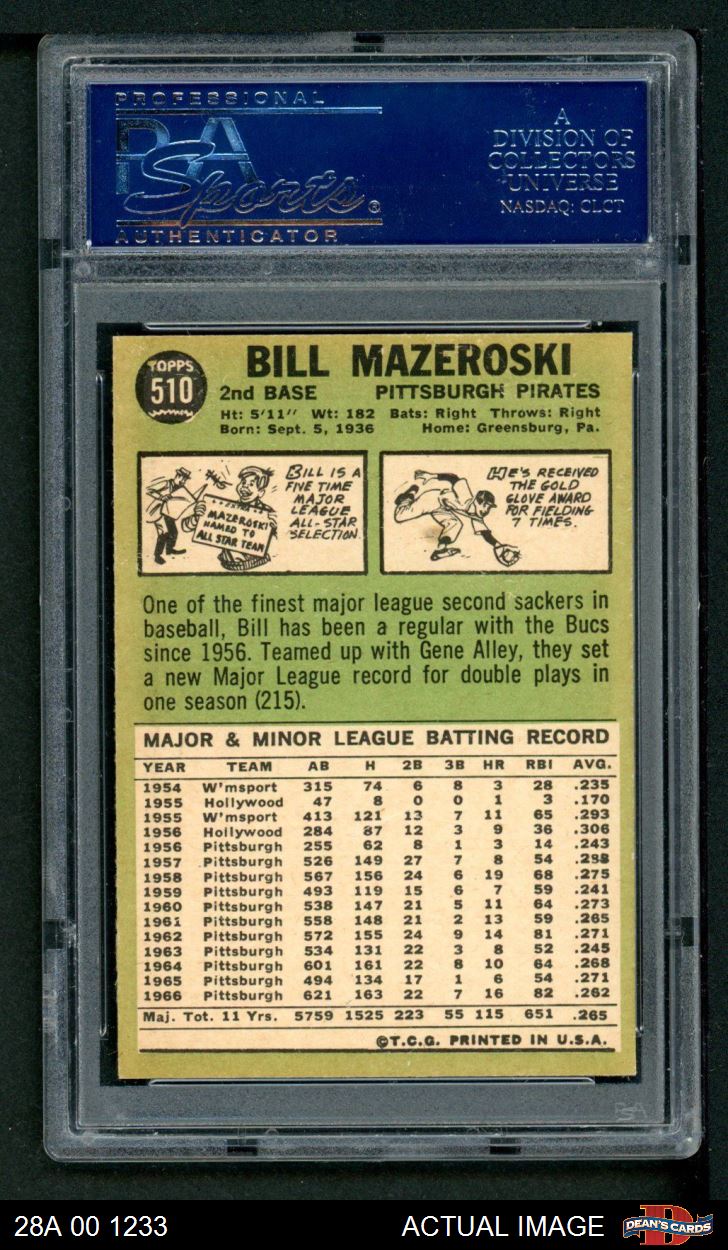 PROFESSIONAL
PSA
Sports®
AUTHENTICATOR
A
DIVISION OF
COLLECTORS
UNIVERSE
NASDAQ: CLCT
TOPPS
510
BILL MAZEROSKI
2nd BASE PITTSBURGH PIRATES
Ht: 5'11" Wt: 182 Bats: Right Throws: Right
Born: Sept. 5, 1936 Home: Greensburg, Pa.
BILL IS A
FIVE TIME
MAJOR
LEAGUE
ALL-STAR
SELECTION.
MAZEROSKI
NAMED TO
ALL STAR TEAM
HE'S RECEIVED
THE GOLD
GLOVE AWARD
FOR FIELDING
7 TIMES.
One of the finest major league second sackers in
baseball, Bill has been a regular with the Bucs
since 1956. Teamed up with Gene Alley, they set
a new Major League record for double plays in
one season (215).
MAJOR & MINOR LEAGUE BATTING RECORD
YEAR TEAM AB H 2B 3B HR RBI AVG.
1954 W'msport 315 74 6 8 3 28 .235
1955 Hollywood 47 8 0 0 1 3 .170
1955 W'msport 413 121 13 7 11 65 .293
1956 Hollywood 284 87 12 3 9 36 .306
1956 Pittsburgh 255 62 8 1 3 14 .243
1957 Pittsburgh 526 149 27 7 8 54 .283
1958 Pittsburgh 567 156 24 6 19 68 .275
1959 Pittsburgh 493 119 15 6 7 59 .241
1960 Pittsburgh 538 147 21 5 11 64 .273
1961 Pittsburgh 558 148 21 2 13 59 .265
1962 Pittsburgh 572 155 24 9 14 81 .271
1963 Pittsburgh 534 131 22 3 8 52 .245
1964 Pittsburgh 601 161 22 8 10 64 .268
1965 Pittsburgh 494 134 17 1 6 54 .271
1966 Pittsburgh 621 163 22 7 16 82 .262
Maj. Tot. 11 Yrs. 5759 1525 223 55 115 651 .265
©T.C.G. PRINTED IN U.S.A.
PSA
28A 00 1233 ACTUAL IMAGE
D
DEAN'S CARDS